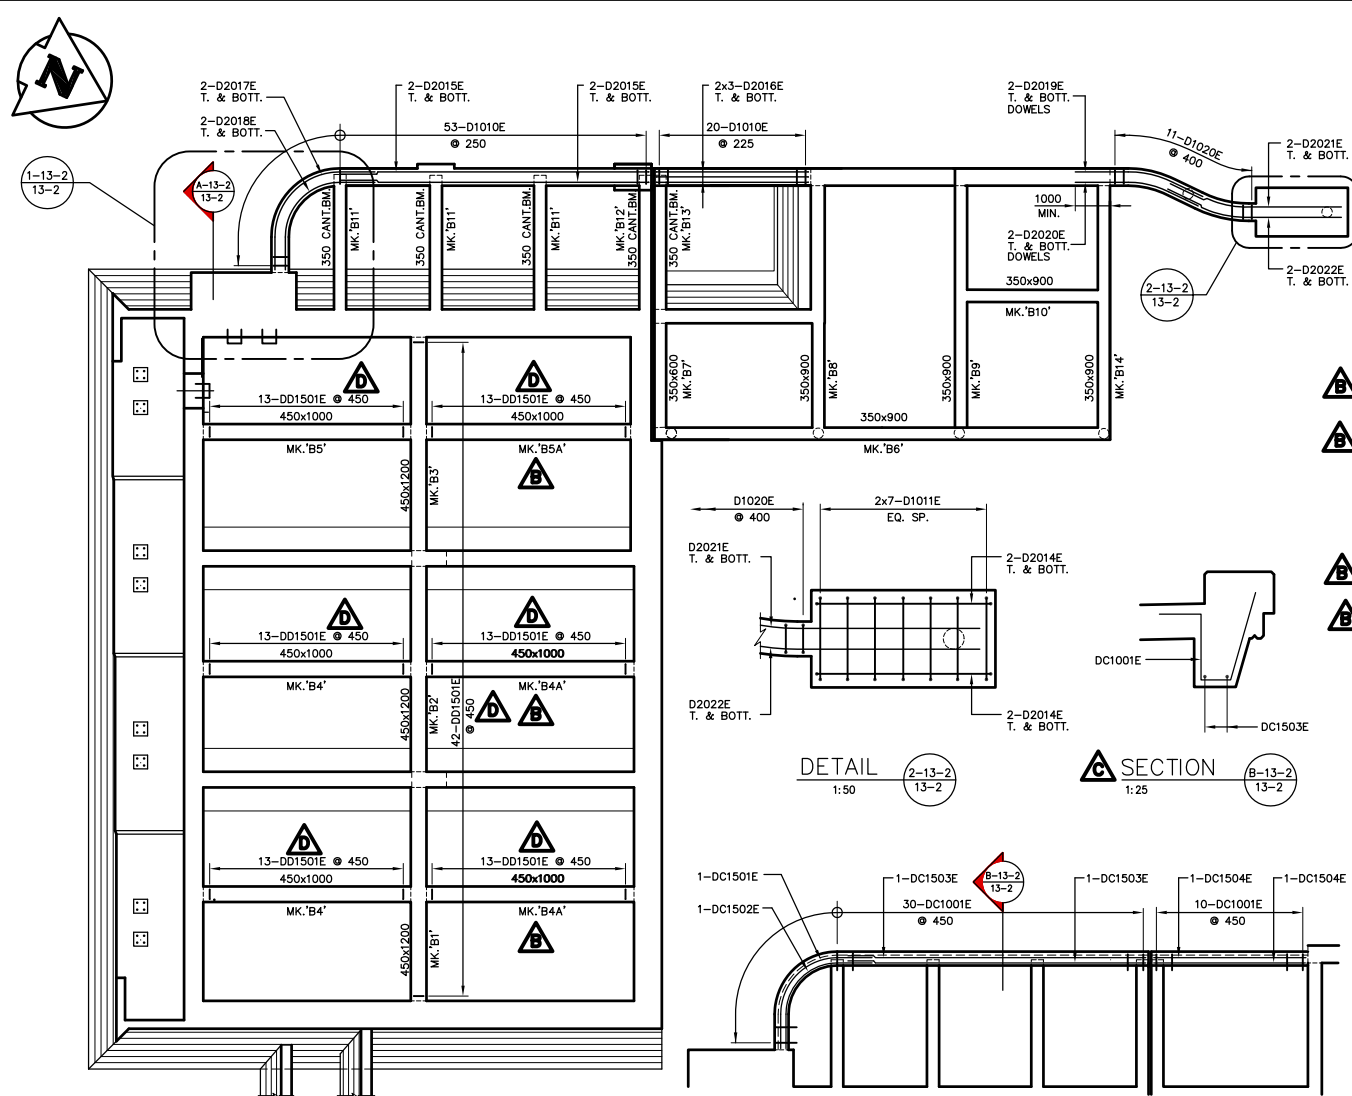 N
2-D2017E
T. & BOTT.
2-D2018E
T. & BOTT.
2-D2015E
T. & BOTT.
53-D1010E
@ 250
2-D2015E
T. & BOTT.
2x3-D2016E
T. & BOTT.
20-D1010E
@ 225
2-D2019E
T. & BOTT.
DOWELS
11-D1020E
@ 400
2-D2021E
T. & BOTT.
1-13-2
13-2
A-13-2
13-2
350 CANT.BM.
MK.'B11'
350 CANT.BM.
MK.'B11'
350 CANT.BM.
MK.'B11'
MK.'B12'
350 CANT.BM.
350 CANT.BM.
MK.'B13'
1000
MIN.
2-D2020E
T. & BOTT.
DOWELS
350x900
MK.'B10'
2-D2022E
T. & BOTT.
2-13-2
13-2
350x600
MK.'B7'
350x900
MK.'B8'
350x900
MK.'B9'
350x900
MK.'B14'
350x900
MK.'B6'
D
13-DD1501E @ 450
450x1000
MK.'B5'
D
13-DD1501E @ 450
450x1000
MK.'B5A'
B
450x1200
MK.'B3'
B
B
D
13-DD1501E @ 450
450x1000
MK.'B4'
D
13-DD1501E @ 450
450x1000
MK.'B4A'
450x1200
MK.'B2'
42-DD1501E
@ 450
D
B
D
13-DD1501E @ 450
450x1000
MK.'B4'
D
13-DD1501E @ 450
450x1000
MK.'B4A'
B
450x1200
MK.'B1'
D1020E
@ 400
2x7-D1011E
EQ. SP.
D2021E
T. & BOTT.
2-D2014E
T. & BOTT.
D2022E
T. & BOTT.
2-D2014E
T. & BOTT.
DETAIL
1:50
2-13-2
13-2
B
B
DC1001E
DC1503E
C
SECTION
1:25
B-13-2
13-2
1-DC1501E
1-DC1502E
1-DC1503E
B-13-2
13-2
30-DC1001E
@ 450
1-DC1503E
1-DC1504E
1-DC1504E
10-DC1001E
@ 450